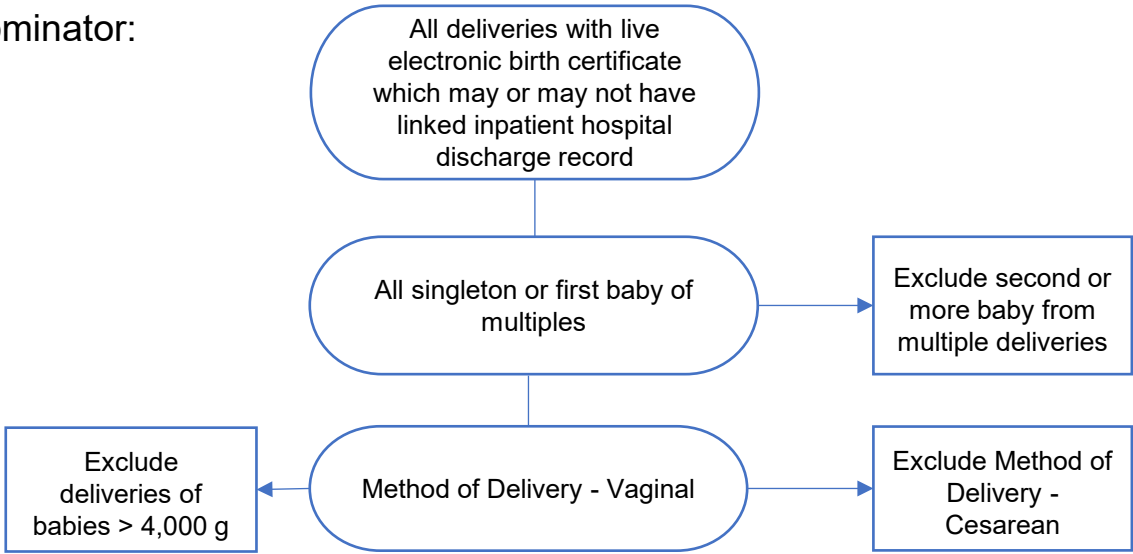 ominator:
All deliveries with live
electronic birth certificate
which may or may not have
linked inpatient hospital
discharge record
All singleton or first baby of
multiples
Exclude second or
more baby from
multiple deliveries
Exclude
deliveries of
babies > 4,000 g
Method of Delivery - Vaginal
Exclude Method of
Delivery -
Cesarean